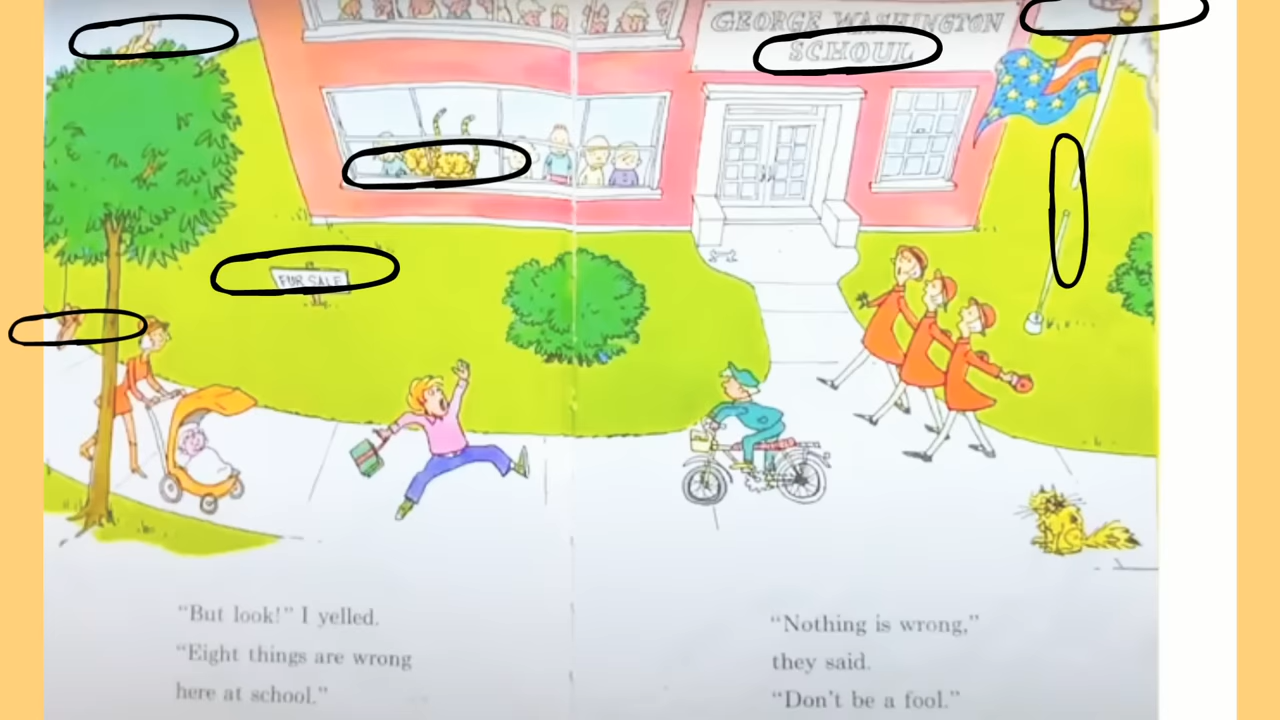 GEORGE WASHINGTON
SCHOUL
FUR SALE
"But look!" I yelled.
"Eight things are wrong
here at school."
"Nothing is wrong,"
they said.
"Don't be a fool."